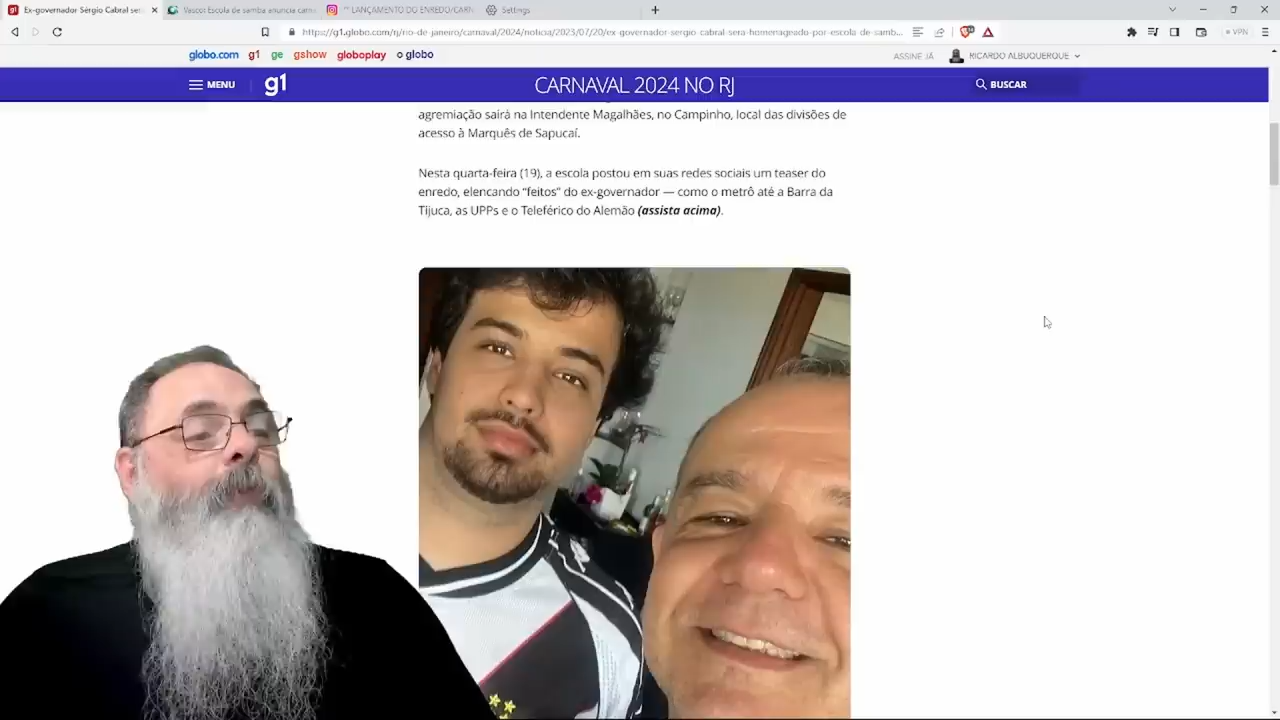 Ex-governador Sérgio Cabral ser
Vasco: Escola de samba anuncia carn
LANÇAMENTO DO ENREDO/CARN
Settings
https://g1.globo.com/rj/rio-de-janeiro/carnaval/2024/noticia/2023/07/20/ex-governador-sergio-cabral-sera-homenageado-por-escola-de-samb...
VPN
globo.com g1 ge gshow globoplay o globo
ASSINE JÁ
RICARDO ALBUQUERQUE
MENU
g1
CARNAVAL 2024 NO RJ
BUSCAR
agremiação sairá na Intendente Magalhães, no Campinho, local das divisões de
acesso à Marquês de Sapucaí.
Nesta quarta-feira (19), a escola postou em suas redes sociais um teaser do
enredo, elencando “feitos” do ex-governador — como o metrô até a Barra da
Tijuca, as UPPs e o Teleférico do Alemão (assista acima).